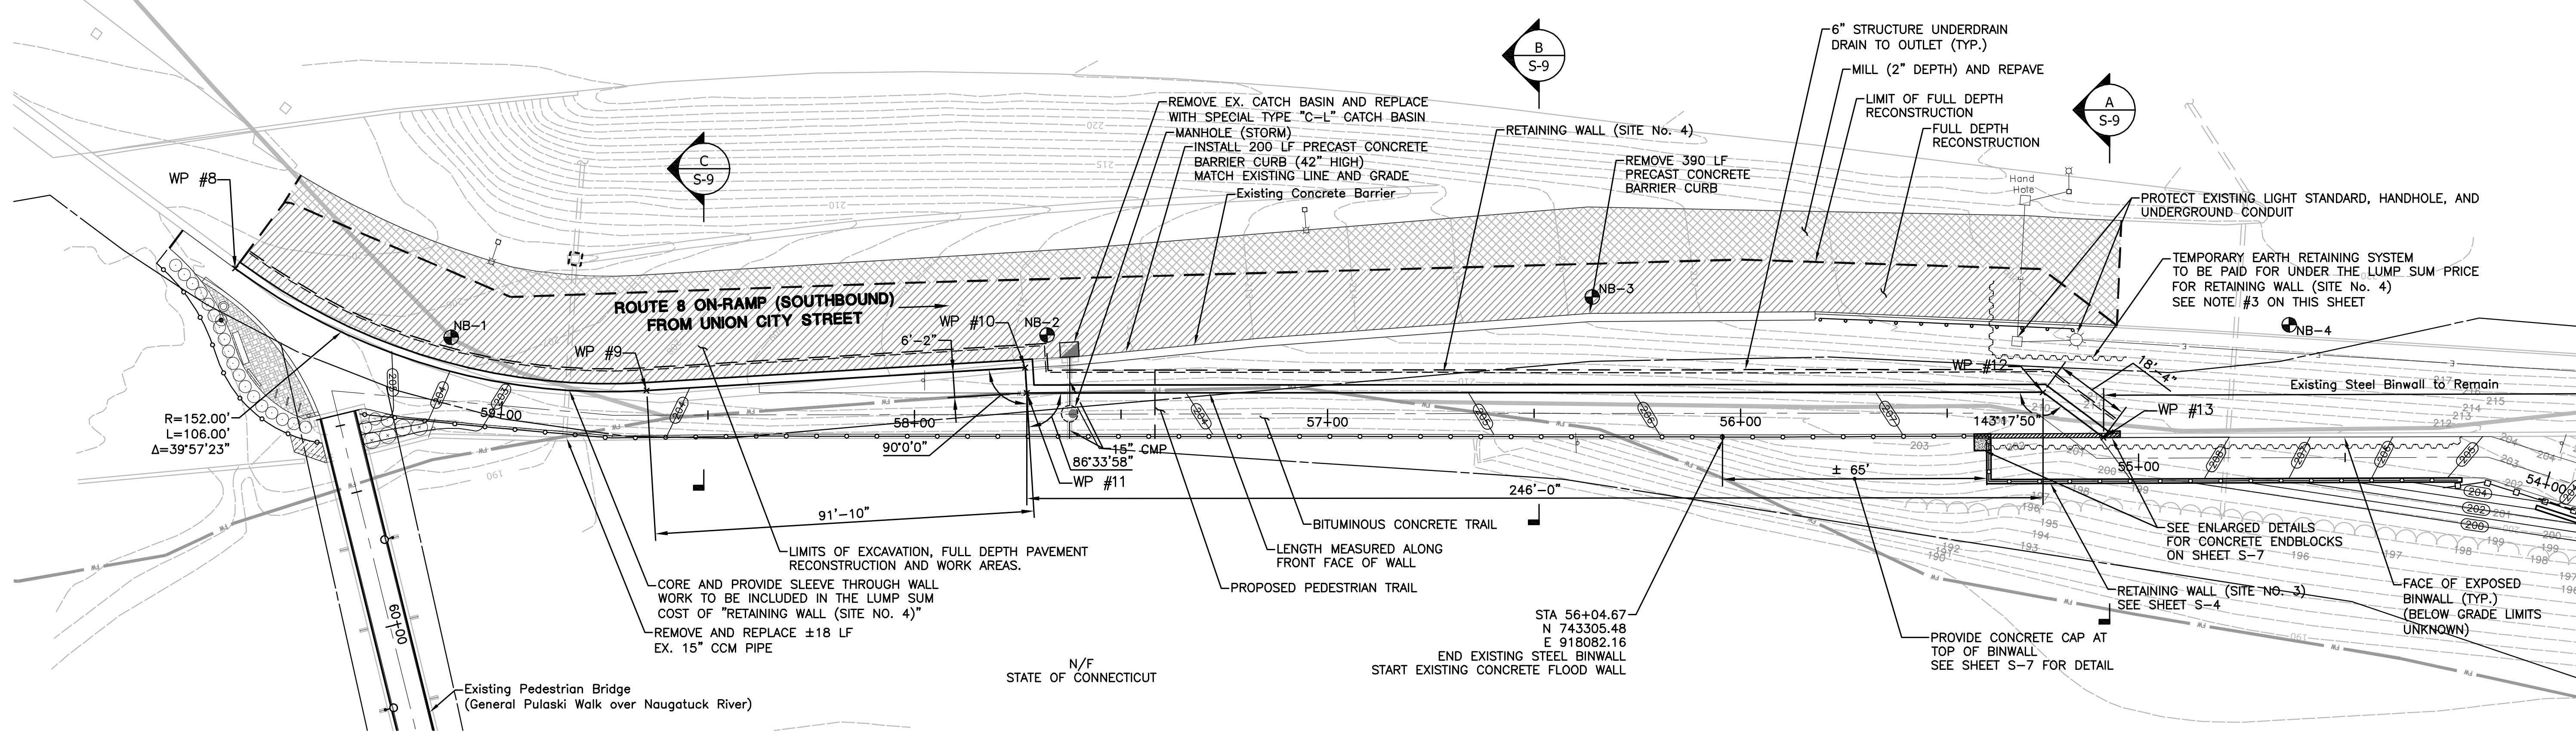 B
S-9
6" STRUCTURE UNDERDRAIN
DRAIN TO OUTLET (TYP.)
MILL (2" DEPTH) AND REPAVE
A
S-9
LIMIT OF FULL DEPTH
RECONSTRUCTION
FULL DEPTH
RECONSTRUCTION
REMOVE EX. CATCH BASIN AND REPLACE
WITH SPECIAL TYPE "C-L" CATCH BASIN
MANHOLE (STORM)
INSTALL 200 LF PRECAST CONCRETE
BARRIER CURB (42" HIGH)
MATCH EXISTING LINE AND GRADE
Existing Concrete Barrier
RETAINING WALL (SITE No. 4)
REMOVE 390 LF
PRECAST CONCRETE
BARRIER CURB
220
215
210
C
S-9
WP #8
Hand
Hole
PROTECT EXISTING LIGHT STANDARD, HANDHOLE, AND
UNDERGROUND CONDUIT
TEMPORARY EARTH RETAINING SYSTEM
TO BE PAID FOR UNDER THE LUMP SUM PRICE
FOR RETAINING WALL (SITE No. 4)
SEE NOTE #3 ON THIS SHEET
ROUTE 8 ON-RAMP (SOUTHBOUND)
FROM UNION CITY STREET
NB-1
NB-2
NB-3
NB-4
WP #10
6'-2"
WP #9
WP #12
18'-4"
Existing Steel Binwall to Remain
WP #13
R=152.00'
L=106.00'
Δ=39°57'23"
59+00
58+00
57+00
56+00
55+00
54+00
143°17'50"
90°0'0"
15" CMP
86°33'58"
WP #11
± 65'
246'-0"
91'-10"
190
BITUMINOUS CONCRETE TRAIL
LENGTH MEASURED ALONG
FRONT FACE OF WALL
PROPOSED PEDESTRIAN TRAIL
LIMITS OF EXCAVATION, FULL DEPTH PAVEMENT
RECONSTRUCTION AND WORK AREAS.
CORE AND PROVIDE SLEEVE THROUGH WALL
WORK TO BE INCLUDED IN THE LUMP SUM
COST OF "RETAINING WALL (SITE NO. 4)"
REMOVE AND REPLACE ±18 LF
EX. 15" CCM PIPE
60+00
SEE ENLARGED DETAILS
FOR CONCRETE ENDBLOCKS
ON SHEET S-7
RETAINING WALL (SITE NO. 3)
SEE SHEET S-4
FACE OF EXPOSED
BINWALL (TYP.)
(BELOW GRADE LIMITS
UNKNOWN)
STA 56+04.67
N 743305.48
E 918082.16
END EXISTING STEEL BINWALL
START EXISTING CONCRETE FLOOD WALL
PROVIDE CONCRETE CAP AT
TOP OF BINWALL
SEE SHEET S-7 FOR DETAIL
N/F
STATE OF CONNECTICUT
Existing Pedestrian Bridge
(General Pulaski Walk over Naugatuck River)